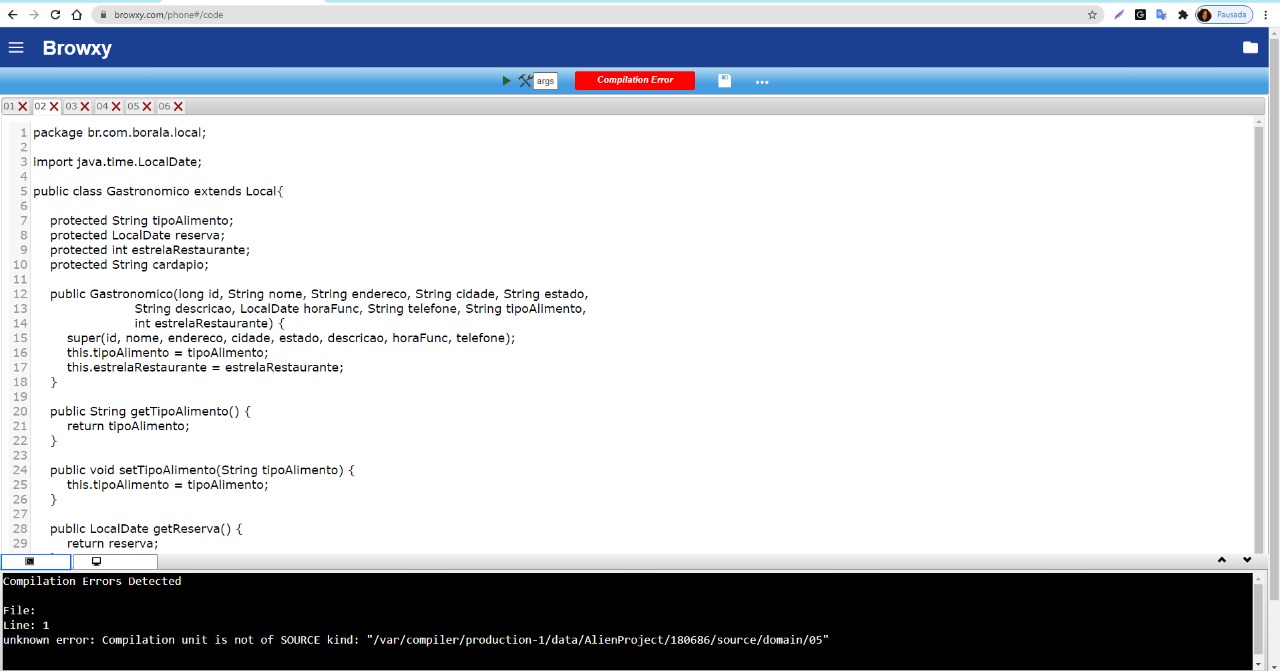 browxy.com/phone#/code
Pausada
Browxy
args
Compilation Error
...
01 02 03 04 05 06
1 package br.com.borala.local;
2
3 import java.time.LocalDate;
4
5 public class Gastronomico extends Local{
6
7 protected String tipoAlimento;
8 protected LocalDate reserva;
9 protected int estrelaRestaurante;
10 protected String cardapio;
11
12 public Gastronomico(long id, String nome, String endereco, String cidade, String estado,
13 String descricao, LocalDate horaFunc, String telefone, String tipoAlimento,
14 int estrelaRestaurante) {
15 super(id, nome, endereco, cidade, estado, descricao, horaFunc, telefone);
16 this.tipoAlimento = tipoAlimento;
17 this.estrelaRestaurante = estrelaRestaurante;
18 }
19
20 public String getTipoAlimento() {
21 return tipoAlimento;
22 }
23
24 public void setTipoAlimento(String tipoAlimento) {
25 this.tipoAlimento = tipoAlimento;
26 }
27
28 public LocalDate getReserva() {
29 return reserva;
Compilation Errors Detected
File:
Line: 1
unknown error: Compilation unit is not of SOURCE kind: "/var/compiler/production-1/data/AlienProject/180686/source/domain/05"